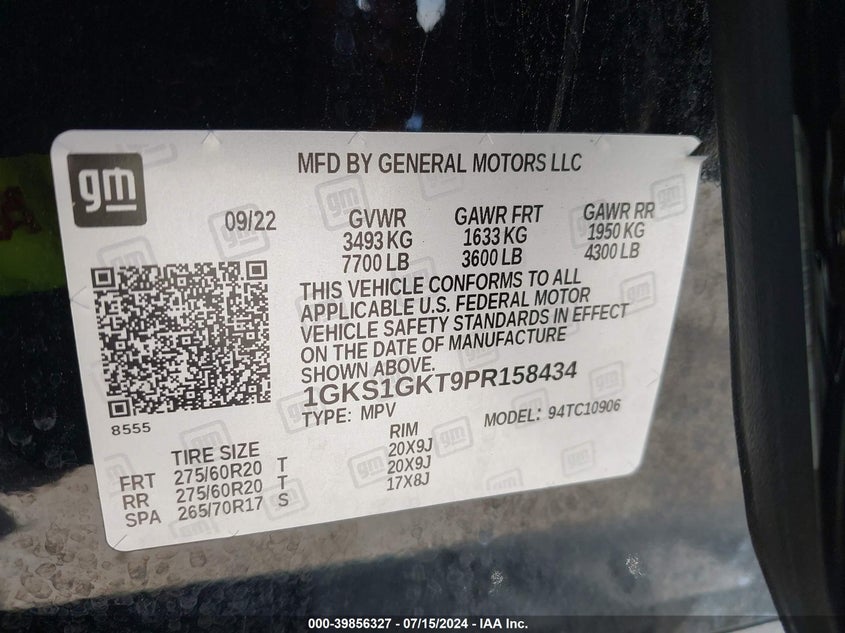 gm
MFD BY GENERAL MOTORS LLC
09/22 GVWR GAWR FRT GAWR RR
3493 KG 1633 KG 1950 KG
7700 LB 3600 LB 4300 LB
THIS VEHICLE CONFORMS TO ALL
APPLICABLE U.S. FEDERAL MOTOR
VEHICLE SAFETY STANDARDS IN EFFECT
ON THE DATE OF MANUFACTURE
SHOWN ABOVE.
1GKS1GKT9PR158434
TYPE: MPV MODEL: 94TC10906
8555
TIRE SIZE RIM
FRT 275/60R20 T 20X9J
RR 275/60R20 T 20X9J
SPA 265/70R17 S 17X8J
000-39856327 - 07/15/2024 - IAA Inc.